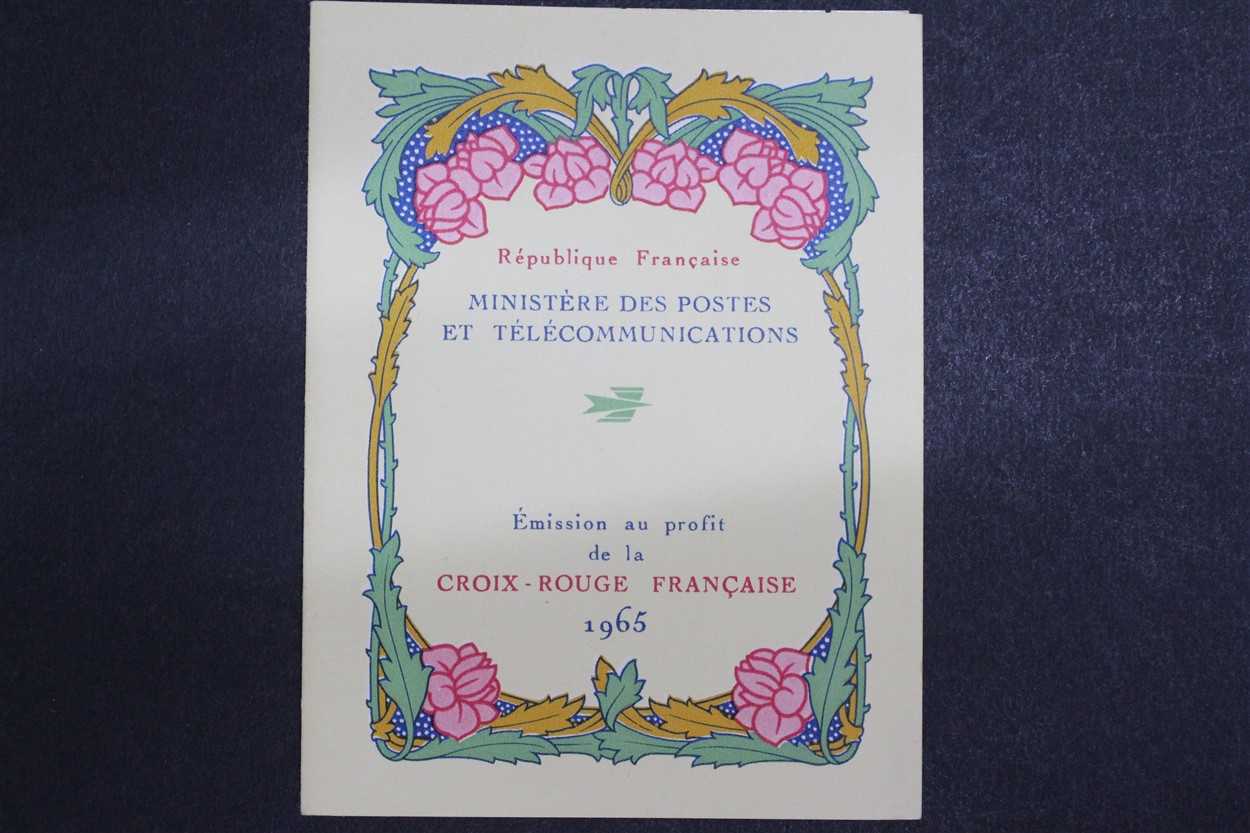 République Française
MINISTÈRE DES POSTES
ET TÉLÉCOMMUNICATIONS
Émission au profit
de la
CROIX-ROUGE FRANÇAISE
1965